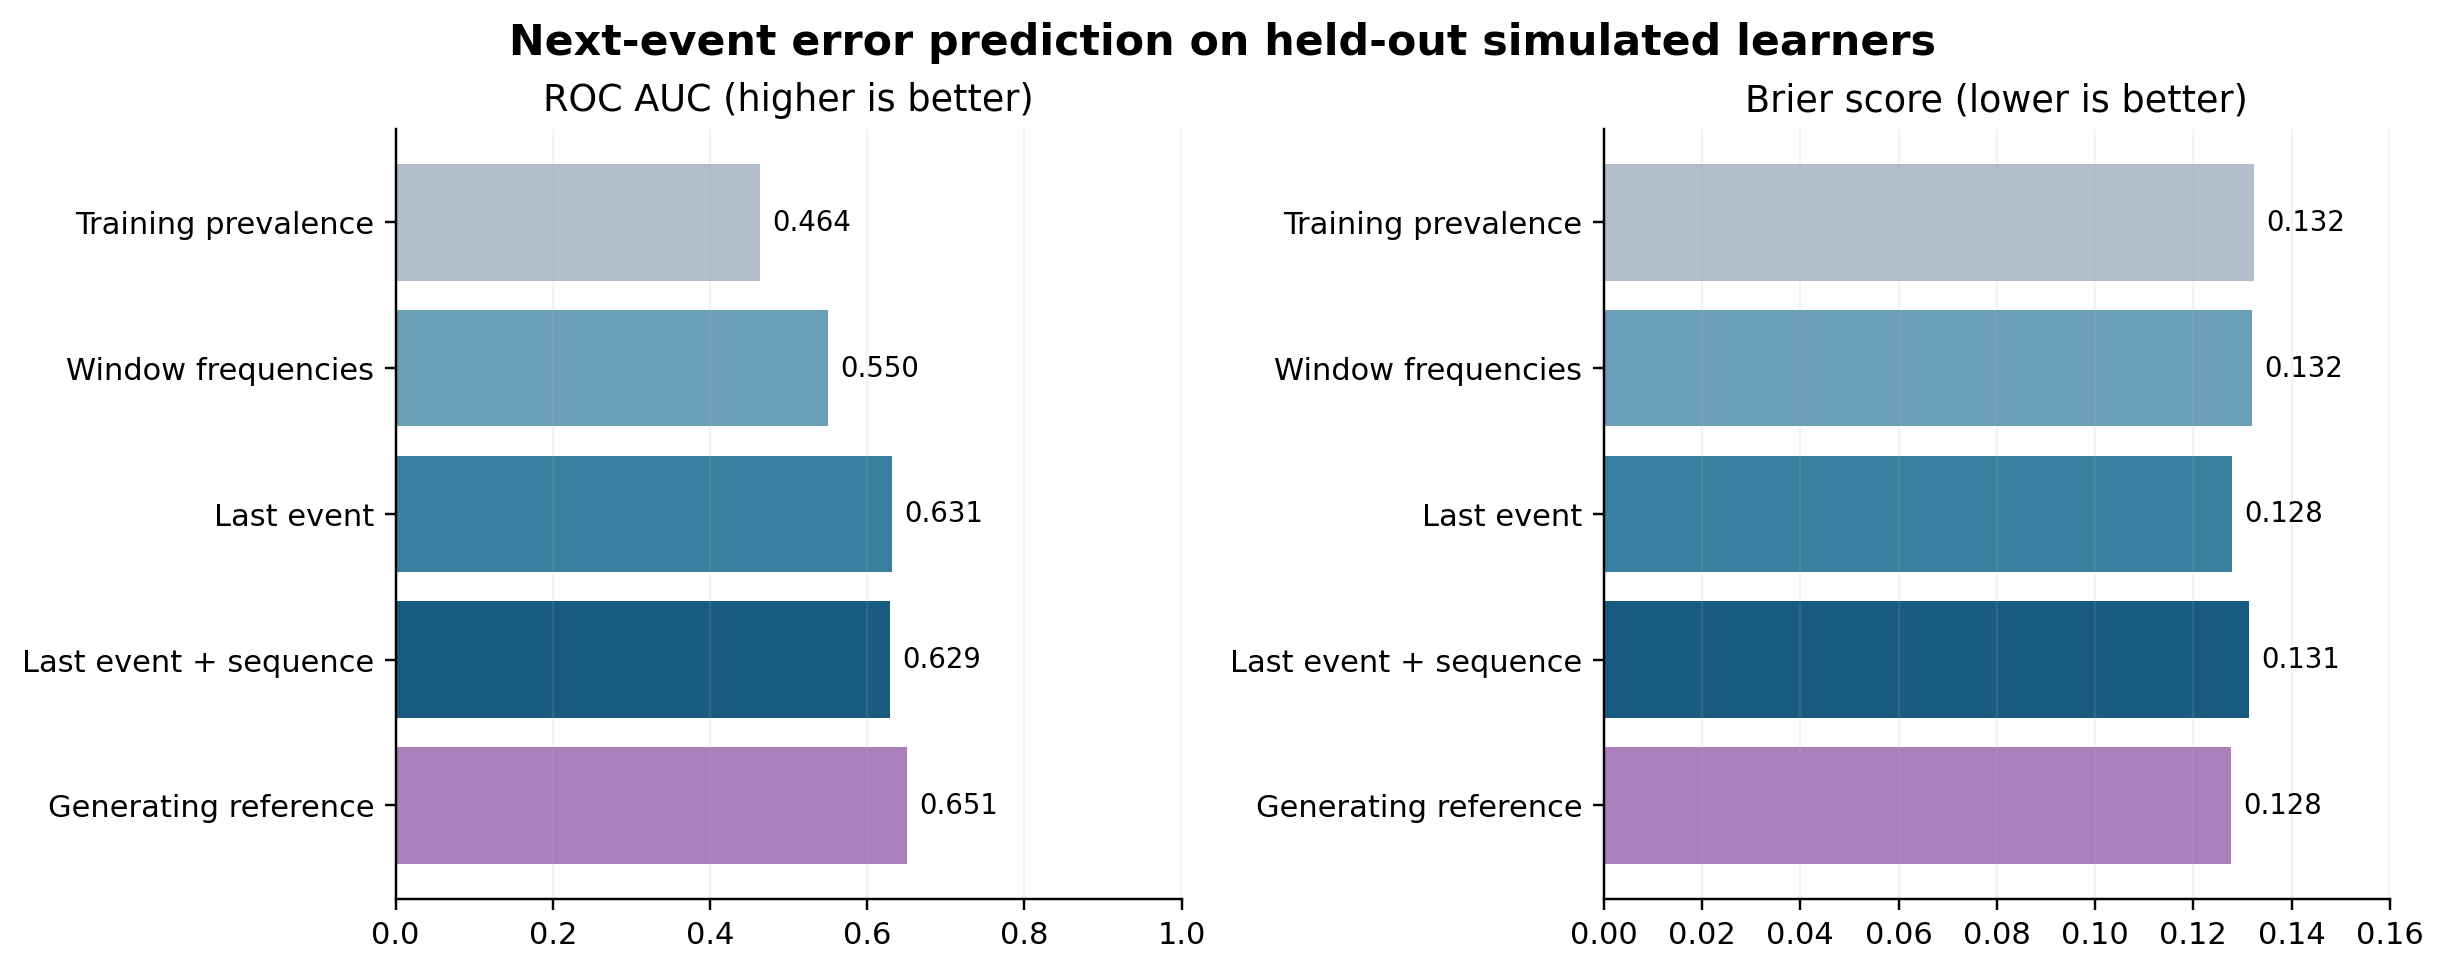 Next-event error prediction on held-out simulated learners
ROC AUC (higher is better)
Training prevalence
0.464
Window frequencies
0.550
Last event
0.631
Last event + sequence
0.629
Generating reference
0.651
0.0 0.2 0.4 0.6 0.8 1.0
Brier score (lower is better)
Training prevalence
0.132
Window frequencies
0.132
Last event
0.128
Last event + sequence
0.131
Generating reference
0.128
0.00 0.02 0.04 0.06 0.08 0.10 0.12 0.14 0.16